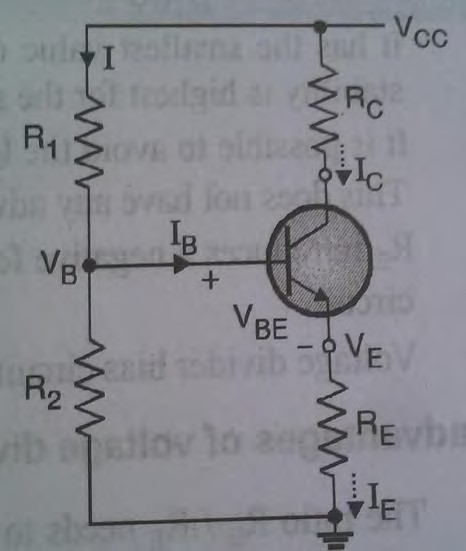 V_CC
I
R_C
R_1
I_C
I_B
V_B
+
V_BE
-
V_E
R_2
R_E
I_E